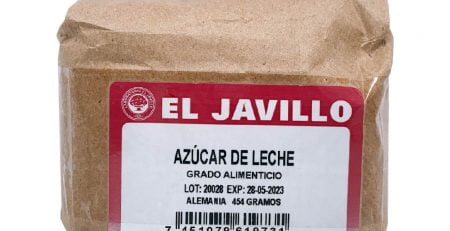 EL JAVILLO
AZÚCAR DE LECHE
GRADO ALIMENTICIO
LOT: 20028 EXP: 28-05-2023
ALEMANIA 454 GRAMOS